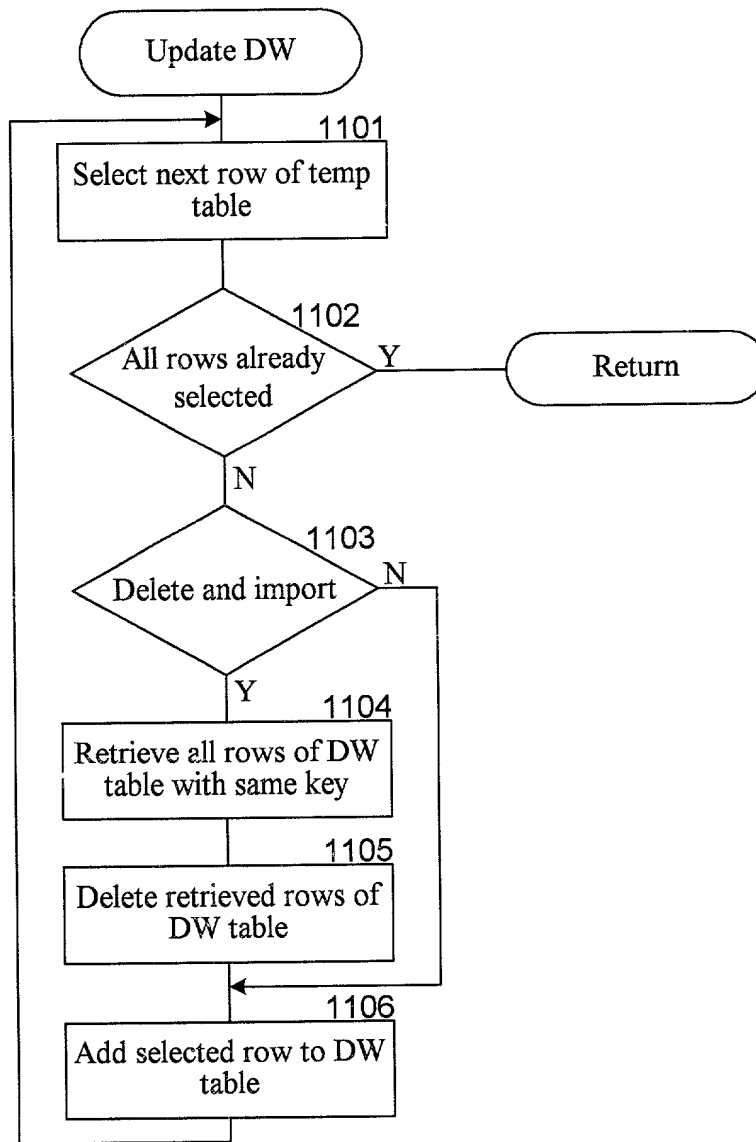 Update DW
1101
Select next row of temp
table
1102
All rows already
selected
Y
Return
N
1103
Delete and import
N
Y
1104
Retrieve all rows of DW
table with same key
1105
Delete retrieved rows of
DW table
1106
Add selected row to DW
table